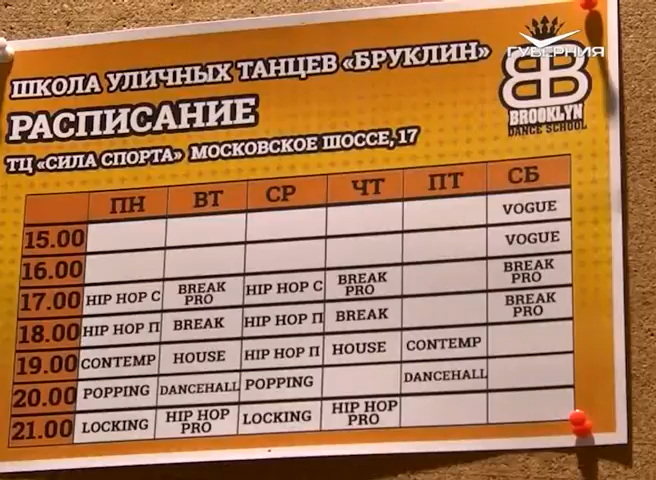 ГУБЕРНИЯ
ШКОЛА УЛИЧНЫХ ТАНЦЕВ «БРУКЛИН»
BB
BROOKLYN
DANCE SCHOOL
РАСПИСАНИЕ
ТЦ «СИЛА СПОРТА» МОСКОВСКОЕ ШОССЕ, 17
ПН ВТ СР ЧТ ПТ СБ
15.00 VOGUE
16.00 VOGUE
17.00 HIP HOP С BREAK PRO HIP HOP С BREAK PRO BREAK PRO
18.00 HIP HOP П BREAK HIP HOP П BREAK BREAK PRO
19.00 CONTEMP HOUSE HIP HOP П HOUSE CONTEMP
20.00 POPPING DANCEHALL POPPING DANCEHALL
21.00 LOCKING HIP HOP PRO LOCKING HIP HOP PRO